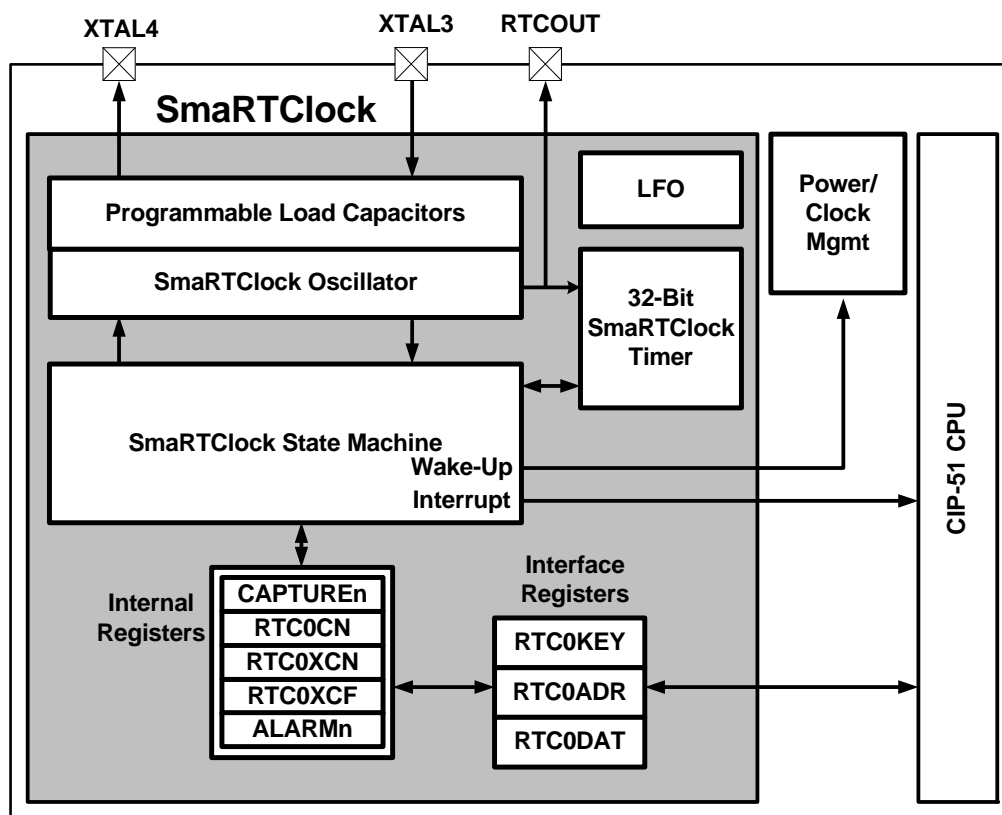 XTAL4
XTAL3
RTCOUT
SmaRTClock
Programmable Load Capacitors
SmaRTClock Oscillator
LFO
32-Bit
SmaRTClock
Timer
Power/
Clock
Mgmt
SmaRTClock State Machine
Wake-Up
Interrupt
CIP-51 CPU
Internal
Registers
CAPTUREn
RTC0CN
RTC0XCN
RTC0XCF
ALARMn
Interface
Registers
RTC0KEY
RTC0ADR
RTC0DAT